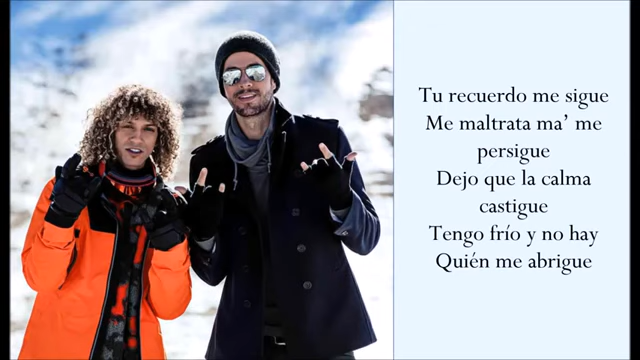 Tu recuerdo me sigue
Me maltrata ma’ me
persigue
Dejo que la calma
castigue
Tengo frío y no hay
Quién me abrigue